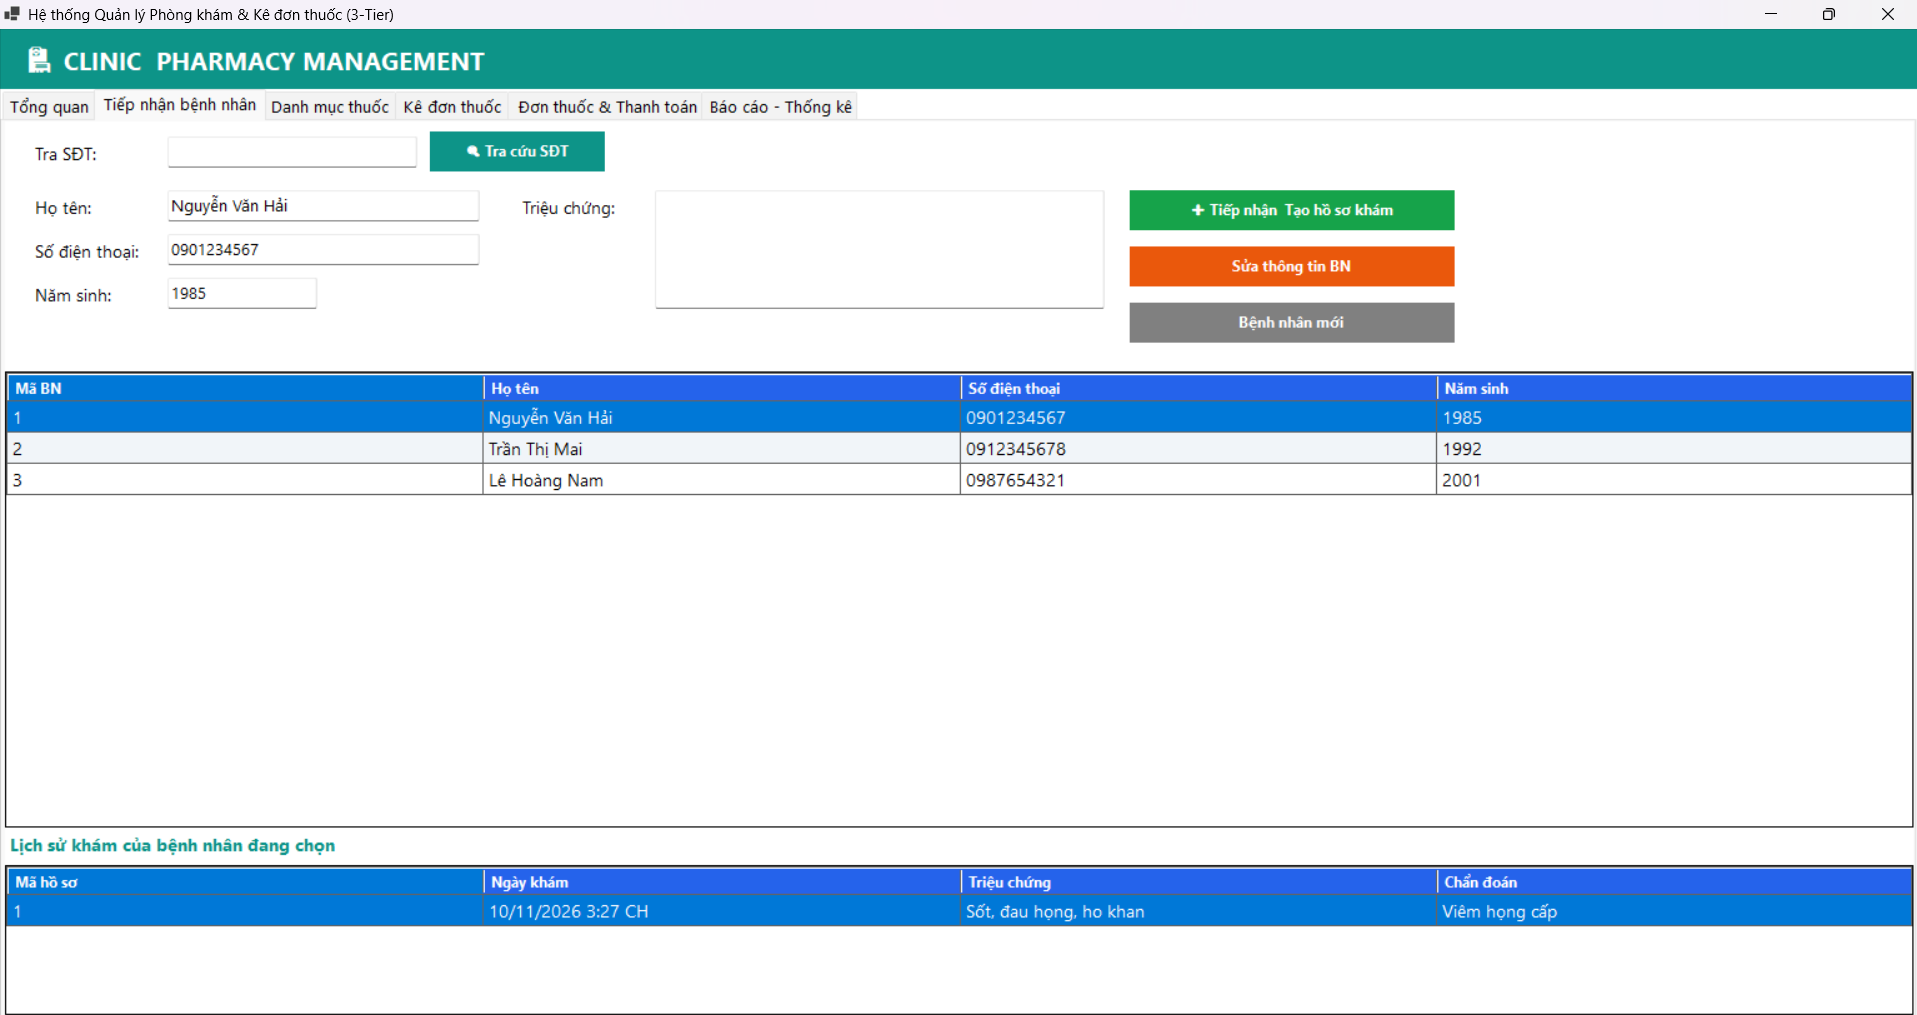 Hệ thống Quản lý Phòng khám & Kê đơn thuốc (3-Tier)
CLINIC  PHARMACY MANAGEMENT
Tổng quan Tiếp nhận bệnh nhân Danh mục thuốc Kê đơn thuốc Đơn thuốc & Thanh toán Báo cáo - Thống kê
Tra SĐT: Tra cứu SĐT
Họ tên: Nguyễn Văn Hải Triệu chứng: + Tiếp nhận  Tạo hồ sơ khám
Số điện thoại: 0901234567 Sửa thông tin BN
Năm sinh: 1985 Bệnh nhân mới
Mã BN Họ tên Số điện thoại Năm sinh
1 Nguyễn Văn Hải 0901234567 1985
2 Trần Thị Mai 0912345678 1992
3 Lê Hoàng Nam 0987654321 2001
Lịch sử khám của bệnh nhân đang chọn
Mã hồ sơ Ngày khám Triệu chứng Chẩn đoán
1 10/11/2026 3:27 CH Sốt, đau họng, ho khan Viêm họng cấp